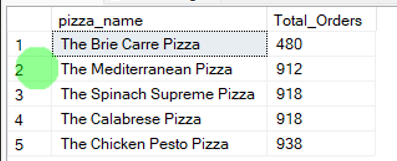 pizza_name Total_Orders
1 The Brie Carre Pizza 480
2 The Mediterranean Pizza 912
3 The Spinach Supreme Pizza 918
4 The Calabrese Pizza 918
5 The Chicken Pesto Pizza 938